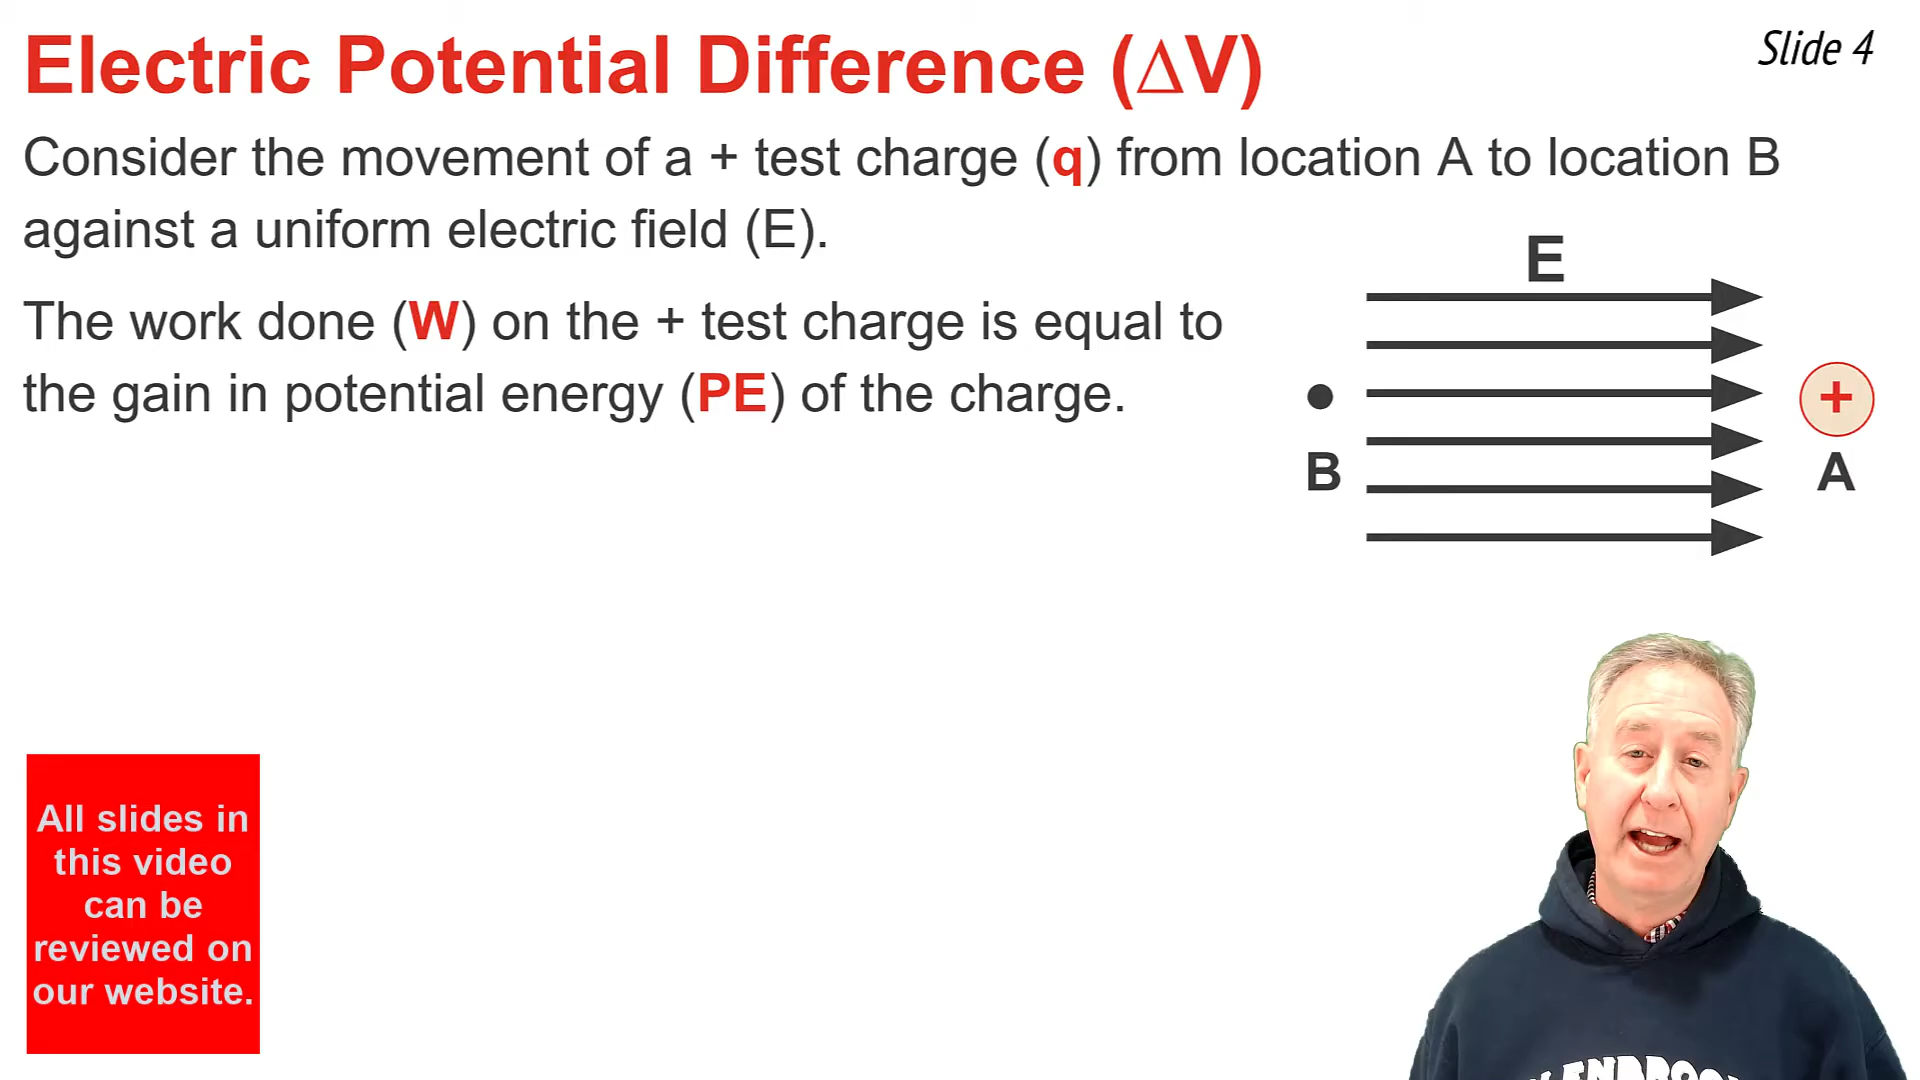 Electric Potential Difference (ΔV)
Slide 4
Consider the movement of a + test charge (q) from location A to location B
against a uniform electric field (E).
The work done (W) on the + test charge is equal to
the gain in potential energy (PE) of the charge.
E
+
B
A
All slides in
this video
can be
reviewed on
our website.